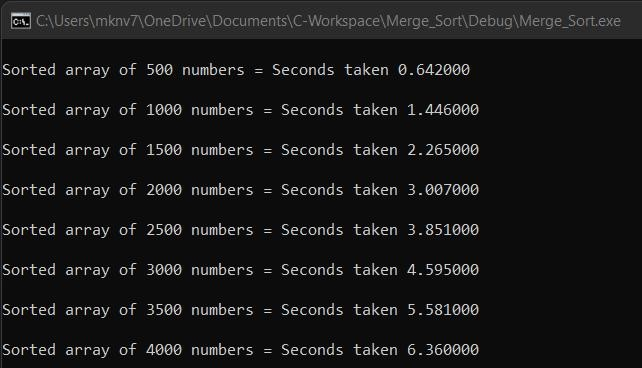 C:\Users\mknv7\OneDrive\Documents\C-Workspace\Merge_Sort\Debug\Merge_Sort.exe
Sorted array of 500 numbers = Seconds taken 0.642000
Sorted array of 1000 numbers = Seconds taken 1.446000
Sorted array of 1500 numbers = Seconds taken 2.265000
Sorted array of 2000 numbers = Seconds taken 3.007000
Sorted array of 2500 numbers = Seconds taken 3.851000
Sorted array of 3000 numbers = Seconds taken 4.595000
Sorted array of 3500 numbers = Seconds taken 5.581000
Sorted array of 4000 numbers = Seconds taken 6.360000